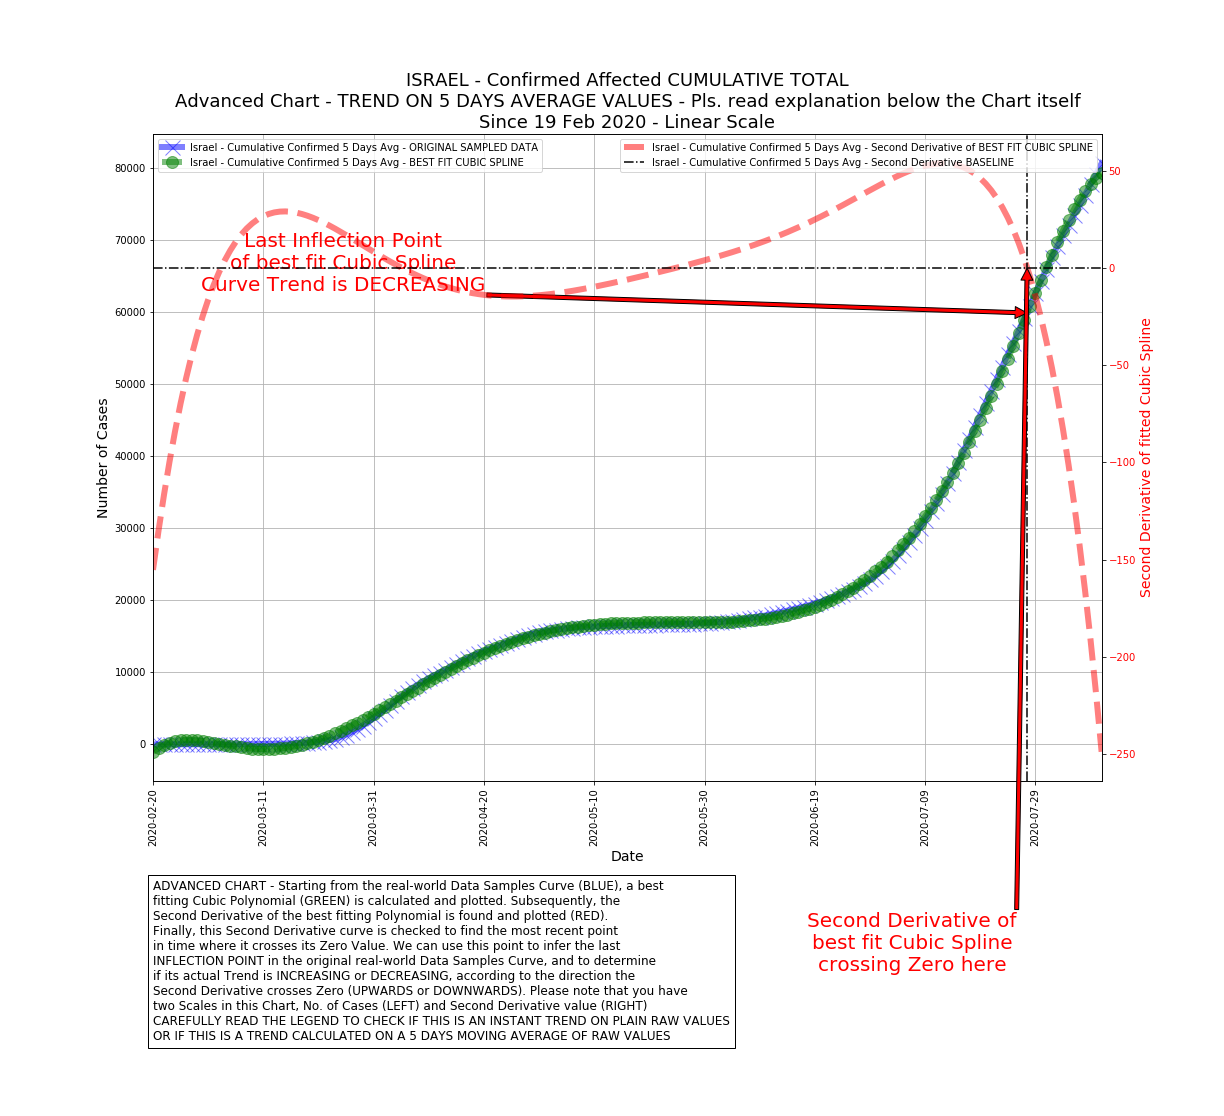 ISRAEL - Confirmed Affected CUMULATIVE TOTAL
Advanced Chart - TREND ON 5 DAYS AVERAGE VALUES - Pls. read explanation below the Chart itself
Since 19 Feb 2020 - Linear Scale
Israel - Cumulative Confirmed 5 Days Avg - ORIGINAL SAMPLED DATA
Israel - Cumulative Confirmed 5 Days Avg - BEST FIT CUBIC SPLINE
Israel - Cumulative Confirmed 5 Days Avg - Second Derivative of BEST FIT CUBIC SPLINE
Israel - Cumulative Confirmed 5 Days Avg - Second Derivative BASELINE
Last Inflection Point
of best fit Cubic Spline
Curve Trend is DECREASING
Number of Cases
80000
70000
60000
50000
40000
30000
20000
10000
0
50
0
−50
−100
−150
−200
−250
Second Derivative of fitted Cubic Spline
2020-02-20
2020-03-11
2020-03-31
2020-04-20
2020-05-10
2020-05-30
2020-06-19
2020-07-09
2020-07-29
Date
ADVANCED CHART - Starting from the real-world Data Samples Curve (BLUE), a best
fitting Cubic Polynomial (GREEN) is calculated and plotted. Subsequently, the
Second Derivative of the best fitting Polynomial is found and plotted (RED).
Finally, this Second Derivative curve is checked to find the most recent point
in time where it crosses its Zero Value. We can use this point to infer the last
INFLECTION POINT in the original real-world Data Samples Curve, and to determine
if its actual Trend is INCREASING or DECREASING, according to the direction the
Second Derivative crosses Zero (UPWARDS or DOWNWARDS). Please note that you have
two Scales in this Chart, No. of Cases (LEFT) and Second Derivative value (RIGHT)
CAREFULLY READ THE LEGEND TO CHECK IF THIS IS AN INSTANT TREND ON PLAIN RAW VALUES
OR IF THIS IS A TREND CALCULATED ON A 5 DAYS MOVING AVERAGE OF RAW VALUES
Second Derivative of
best fit Cubic Spline
crossing Zero here